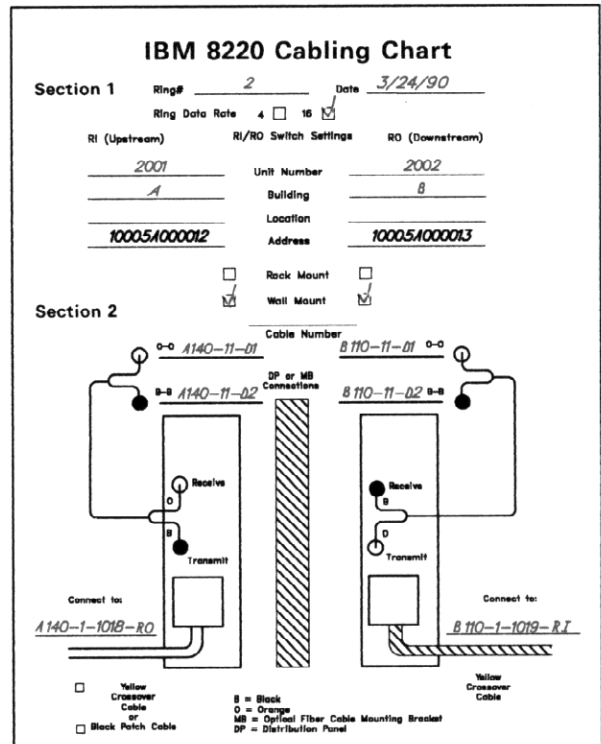 IBM 8220 Cabling Chart
Section 1
Ring# 2 Date 3/24/90
Ring Data Rate 4 16
RI (Upstream) RI/RO Switch Settings RO (Downstream)
2001 Unit Number 2002
A Building B
Location
10005A000012 Address 10005A000013
Rack Mount
Wall Mount
Section 2
Cable Number
O-O A140-11-D1 B110-11-D1 O-O
DP or MB
Connections
B-B A140-11-D2 B110-11-D2 B-B
Receive Receive
O B
B O
Transmit Transmit
Connect to: Connect to:
A140-1-1018-RO B110-1-1019-RI
Yellow
Crossover
Cable
or
Black Patch Cable
B = Black
O = Orange
MB = Optical Fiber Cable Mounting Bracket
DP = Distribution Panel
Yellow
Crossover
Cable